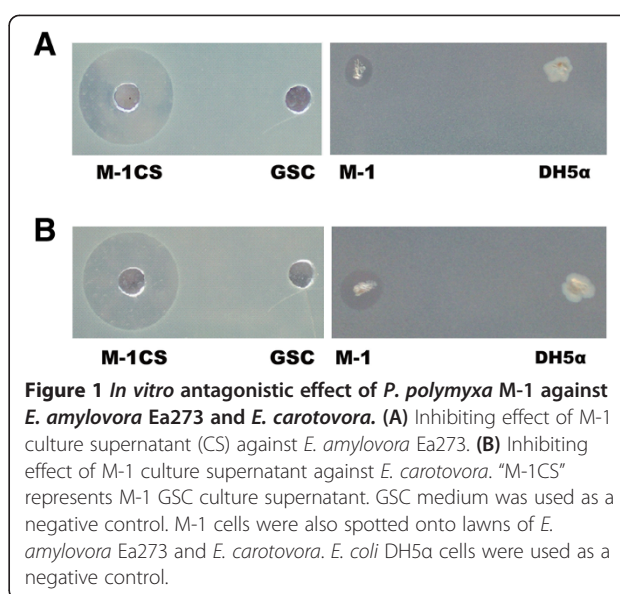 A
M-1CS GSC M-1 DH5α
B
M-1CS GSC M-1 DH5α
Figure 1 In vitro antagonistic effect of P. polymyxa M-1 against
E. amylovora Ea273 and E. carotovora. (A) Inhibiting effect of M-1
culture supernatant (CS) against E. amylovora Ea273. (B) Inhibiting
effect of M-1 culture supernatant against E. carotovora. “M-1CS”
represents M-1 GSC culture supernatant. GSC medium was used as a
negative control. M-1 cells were also spotted onto lawns of E.
amylovora Ea273 and E. carotovora. E. coli DH5α cells were used as a
negative control.